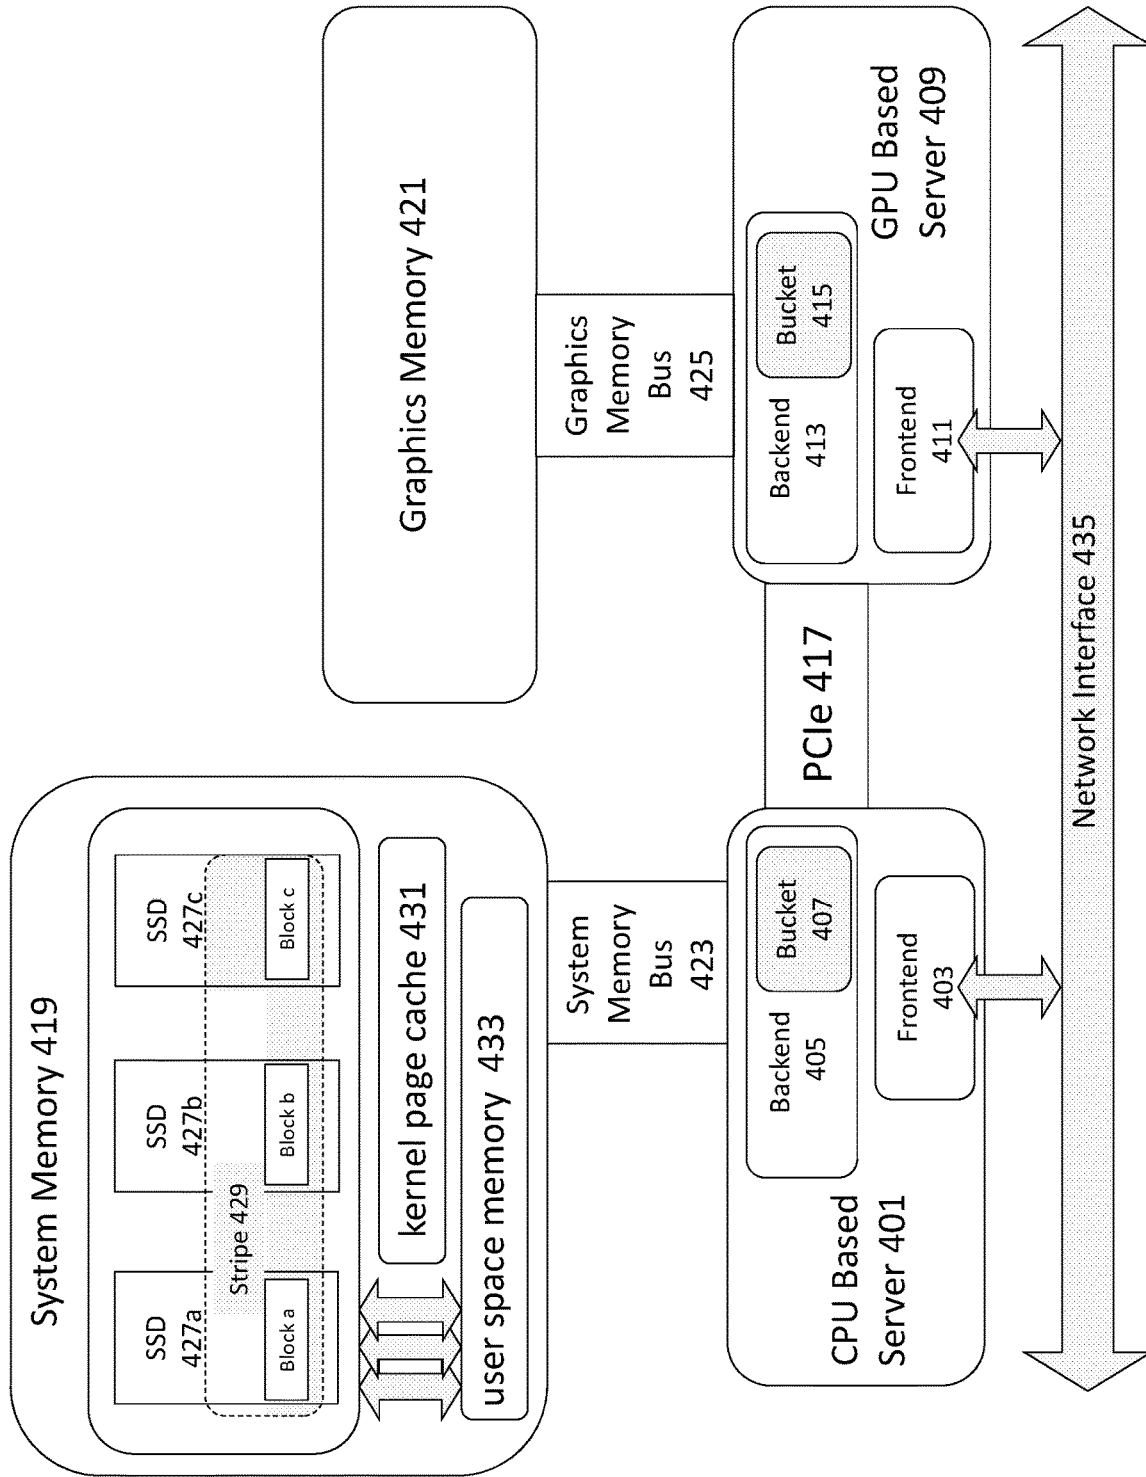 System Memory 419
SSD
427a
SSD
427b
SSD
427c
Stripe 429
Block a
Block b
Block c
kernel page cache 431
user space memory 433
Graphics Memory 421
System
Memory
Bus
423
Graphics
Memory
Bus
425
Backend
405
Bucket
407
Frontend
403
CPU Based
Server 401
PCIe 417
Backend
413
Bucket
415
Frontend
411
GPU Based
Server 409
Network Interface 435